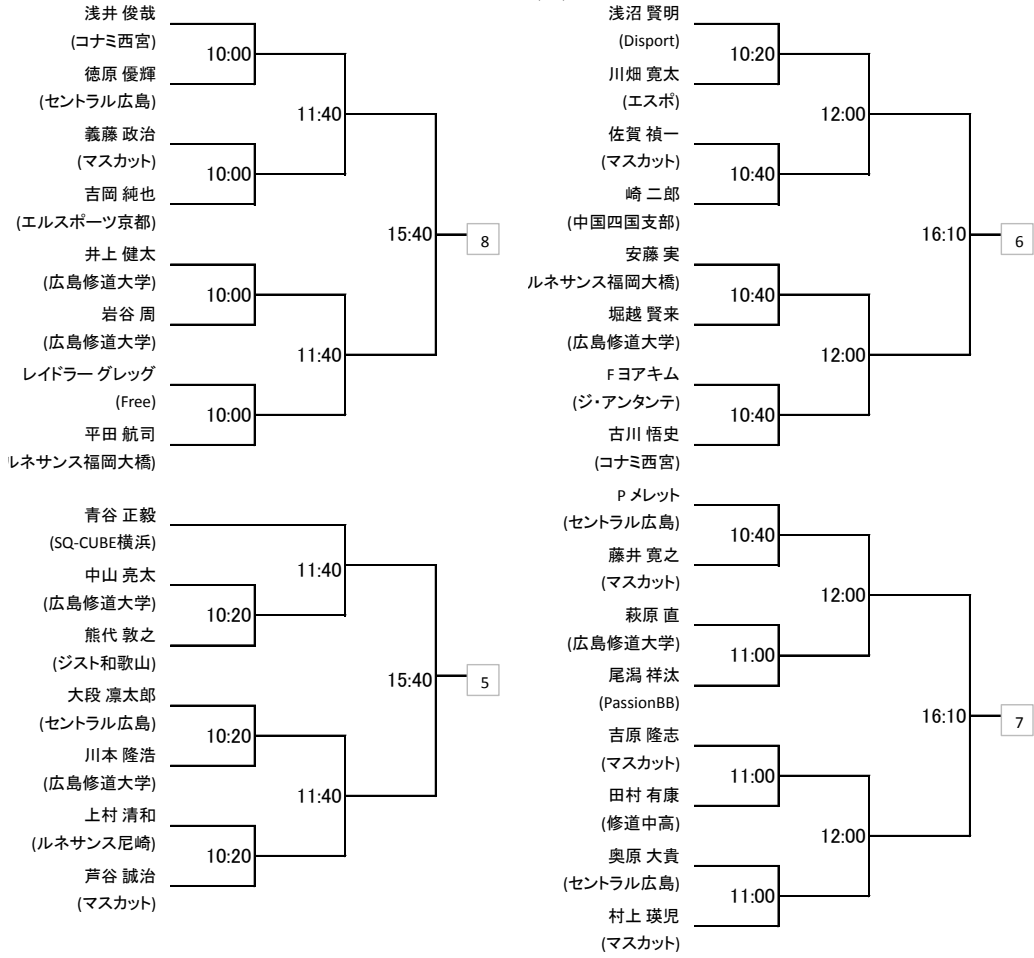 浅井 俊哉
(コナミ西宮)
10:00
徳原 優輝
(セントラル広島)
11:40
義藤 政治
(マスカット)
10:00
吉岡 純也
(エルスポーツ京都)
15:40
8
井上 健太
(広島修道大学)
10:00
岩谷 周
(広島修道大学)
11:40
レイドラー グレッグ
(Free)
10:00
平田 航司
ルネサンス福岡大橋)
青谷 正毅
(SQ-CUBE横浜)
11:40
中山 亮太
(広島修道大学)
10:20
熊代 敦之
(ジスト和歌山)
15:40
5
大段 凛太郎
(セントラル広島)
10:20
川本 隆浩
(広島修道大学)
11:40
上村 清和
(ルネサンス尼崎)
10:20
芦谷 誠治
(マスカット)
浅沼 賢明
(Disport)
10:20
川畑 寛太
(エスポ)
12:00
佐賀 禎一
(マスカット)
10:40
崎 二郎
(中国四国支部)
16:10
6
安藤 実
ルネサンス福岡大橋)
10:40
堀越 賢来
(広島修道大学)
12:00
F ヨアキム
(ジ・アンタンテ)
10:40
古川 悟史
(コナミ西宮)
P メレット
(セントラル広島)
10:40
藤井 寛之
(マスカット)
12:00
萩原 直
(広島修道大学)
11:00
尾潟 祥汰
(PassionBB)
16:10
7
吉原 隆志
(マスカット)
11:00
田村 有康
(修道中高)
12:00
奥原 大貴
(セントラル広島)
11:00
村上 瑛児
(マスカット)